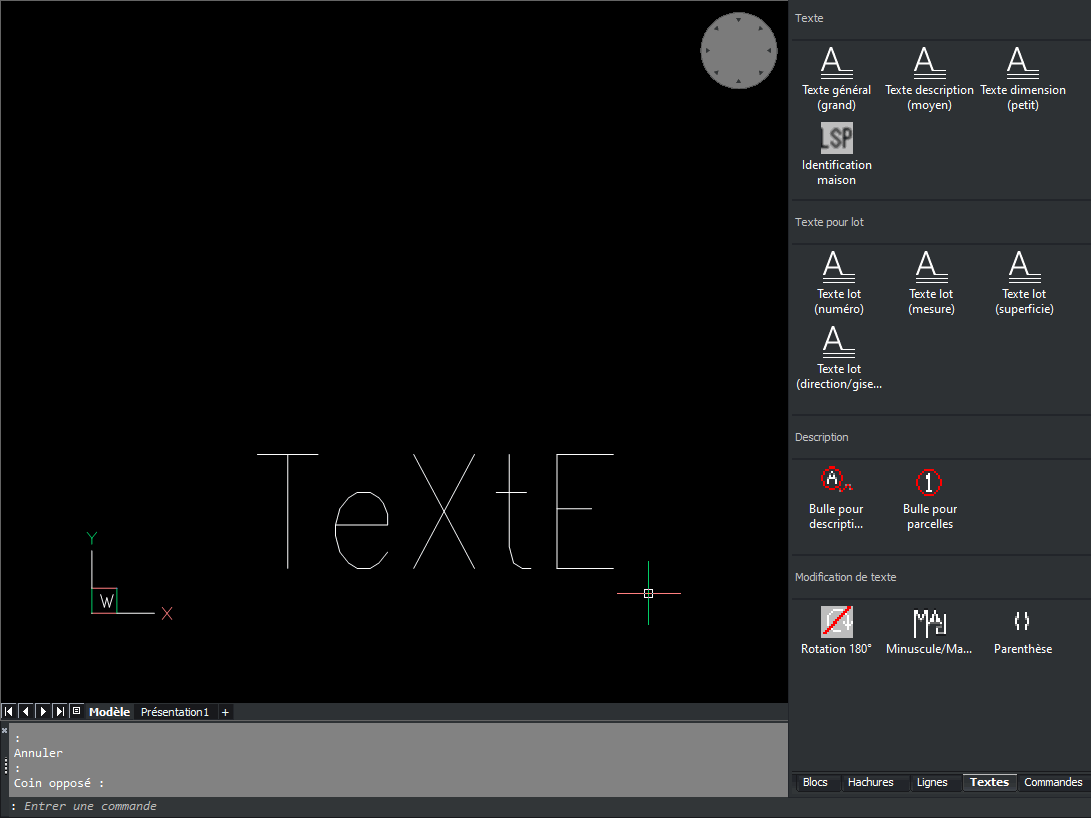 Texte
Texte général (grand)
Texte description (moyen)
Texte dimension (petit)
LSP
Identification maison
Texte pour lot
Texte lot (numéro)
Texte lot (mesure)
Texte lot (superficie)
Texte lot (direction/gise...
Description
A
Bulle pour descripti...
1
Bulle pour parcelles
Modification de texte
Rotation 180°
Minuscule/Ma...
Parenthèse
TeXtE
Y
W
X
Modèle Présentation1 +
:
Annuler
:
Coin opposé :
: Entrer une commande
Blocs Hachures Lignes Textes Commandes